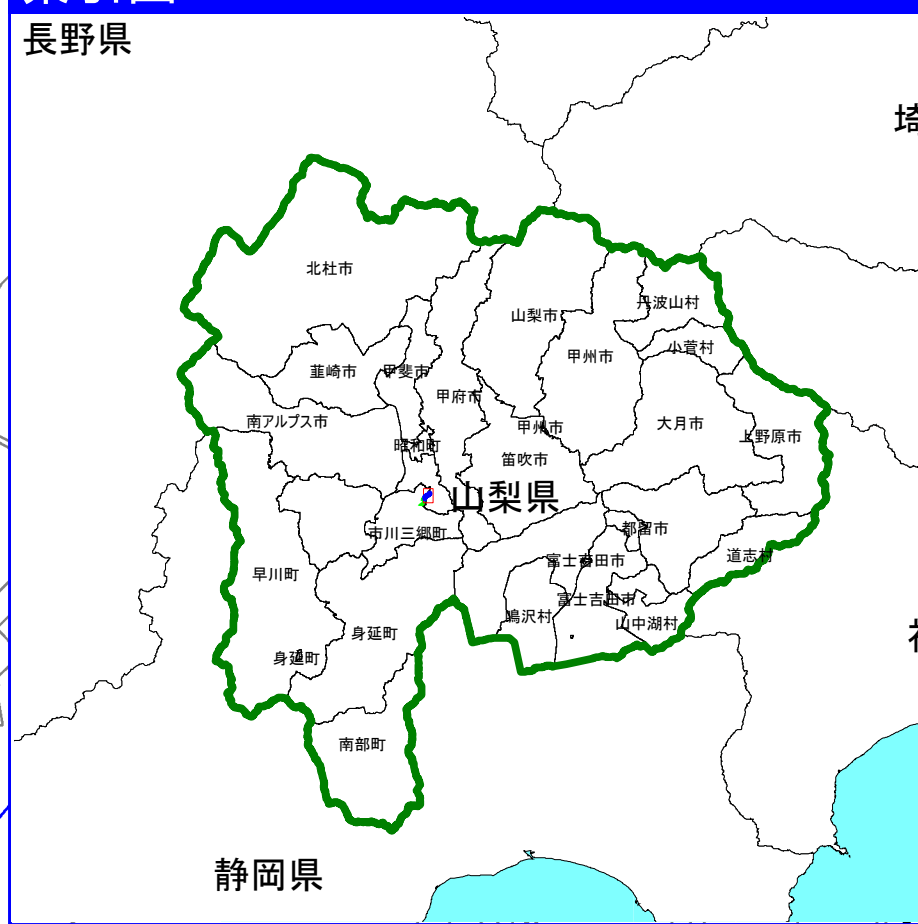 長野県
北杜市
丹波山村
山梨市
小菅村
甲州市
韮崎市
甲斐市
甲府市
南アルプス市
甲州市
大月市
上野原市
昭和町
笛吹市
山梨県
市川三郷町
都留市
道志村
富士吉田市
早川町
富士吉田市
鳴沢村
山中湖村
身延町
身延町
南部町
静岡県